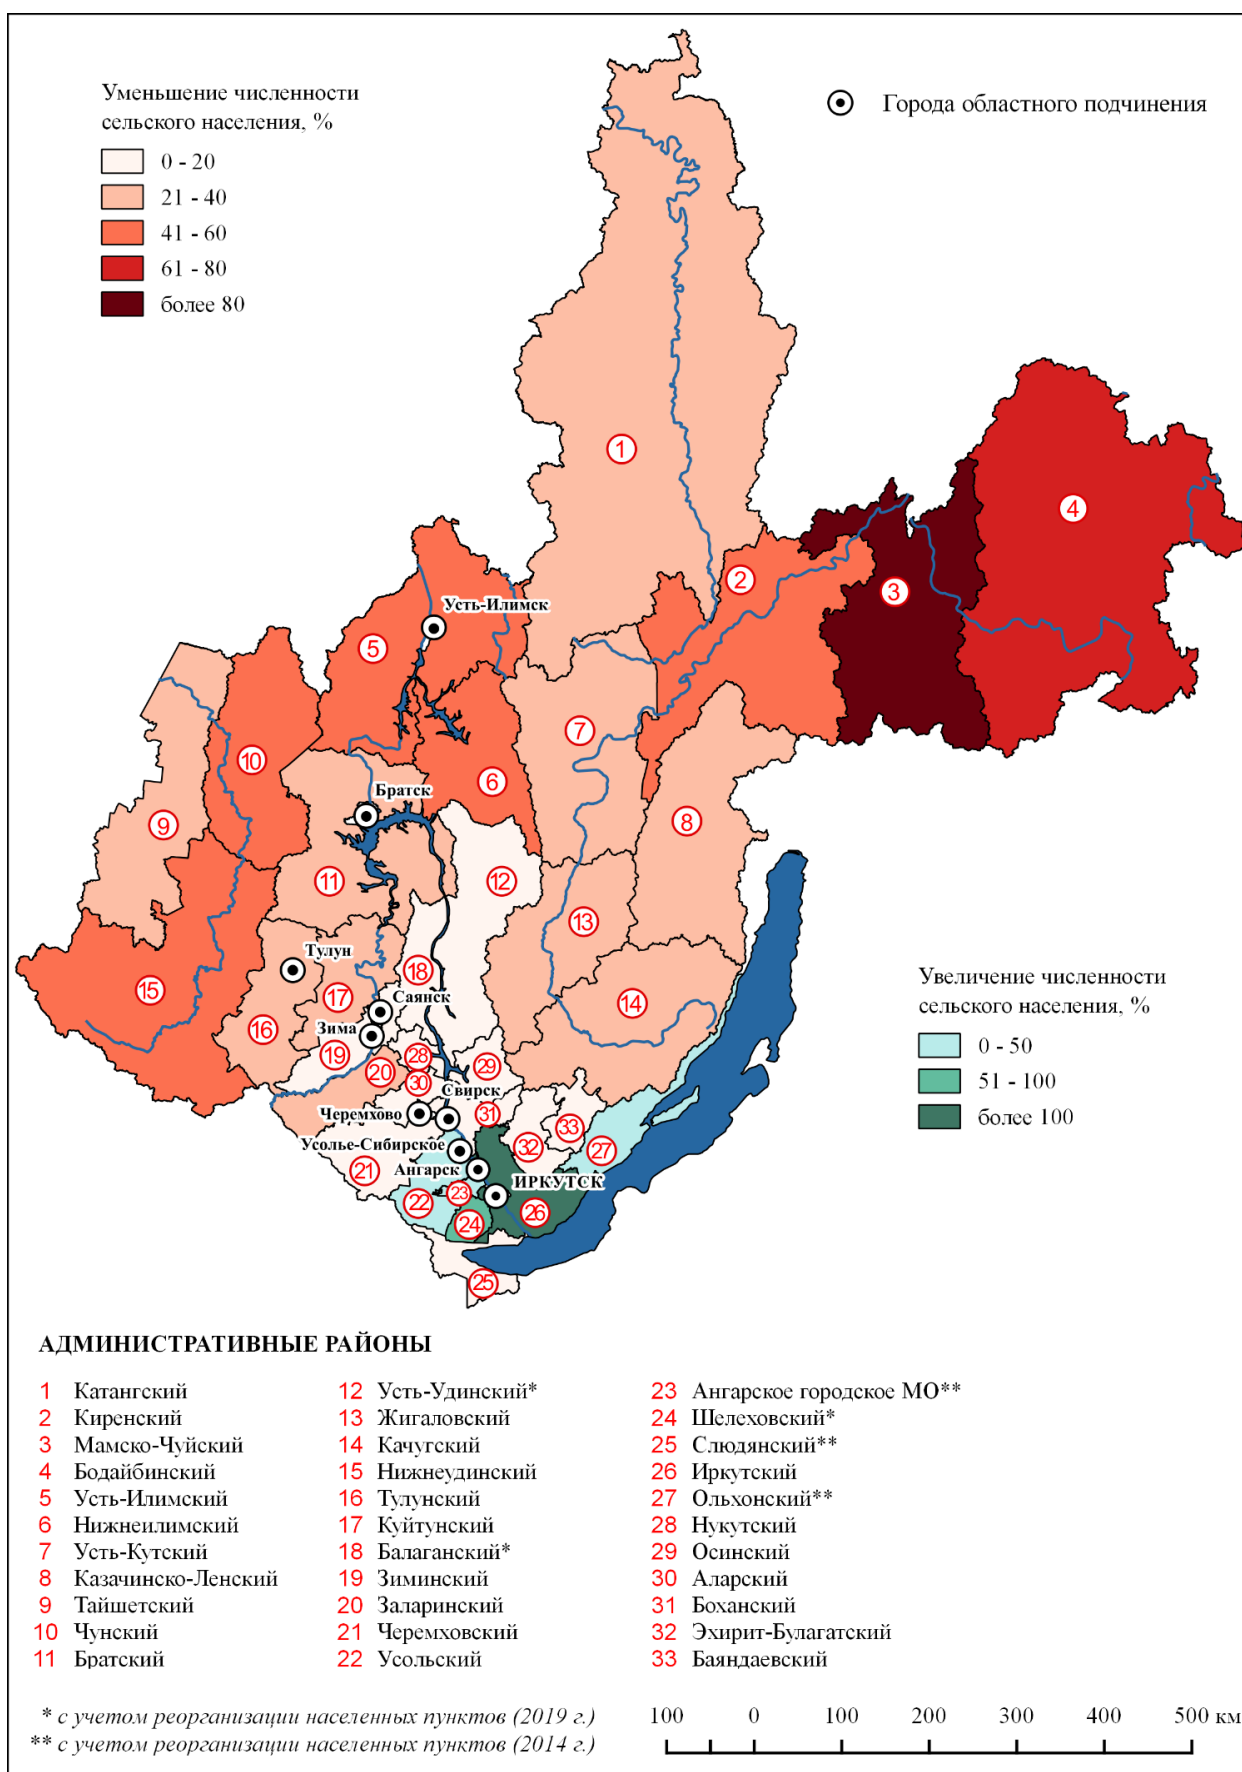 Уменьшение численности
сельского населения, %
0 - 20
21 - 40
41 - 60
61 - 80
более 80
Города областного подчинения
1
4
2
3
Усть-Илимск
5
7
10
6
Братск
9
8
11
12
13
Тулун
18
15
17
Саянск
14
16
Зима
19
28
29
20
30
Свирск
Черемхово
31
33
Усолье-Сибирское
32
27
21
Ангарск
ИРКУТСК
22
23
26
24
25
Увеличение численности
сельского населения, %
0 - 50
51 - 100
более 100
АДМИНИСТРАТИВНЫЕ РАЙОНЫ
1 Катангский
2 Киренский
3 Мамско-Чуйский
4 Бодайбинский
5 Усть-Илимский
6 Нижнеилимский
7 Усть-Кутский
8 Казачинско-Ленский
9 Тайшетский
10 Чунский
11 Братский
12 Усть-Удинский*
13 Жигаловский
14 Качугский
15 Нижнеудинский
16 Тулунский
17 Куйтунский
18 Балаганский*
19 Зиминский
20 Заларинский
21 Черемховский
22 Усольский
23 Ангарское городское МО**
24 Шелеховский*
25 Слюдянский**
26 Иркутский
27 Ольхонский**
28 Нукутский
29 Осинский
30 Аларский
31 Боханский
32 Эхирит-Булагатский
33 Баяндаевский
* с учетом реорганизации населенных пунктов (2019 г.)
** с учетом реорганизации населенных пунктов (2014 г.)
100 0 100 200 300 400 500 км